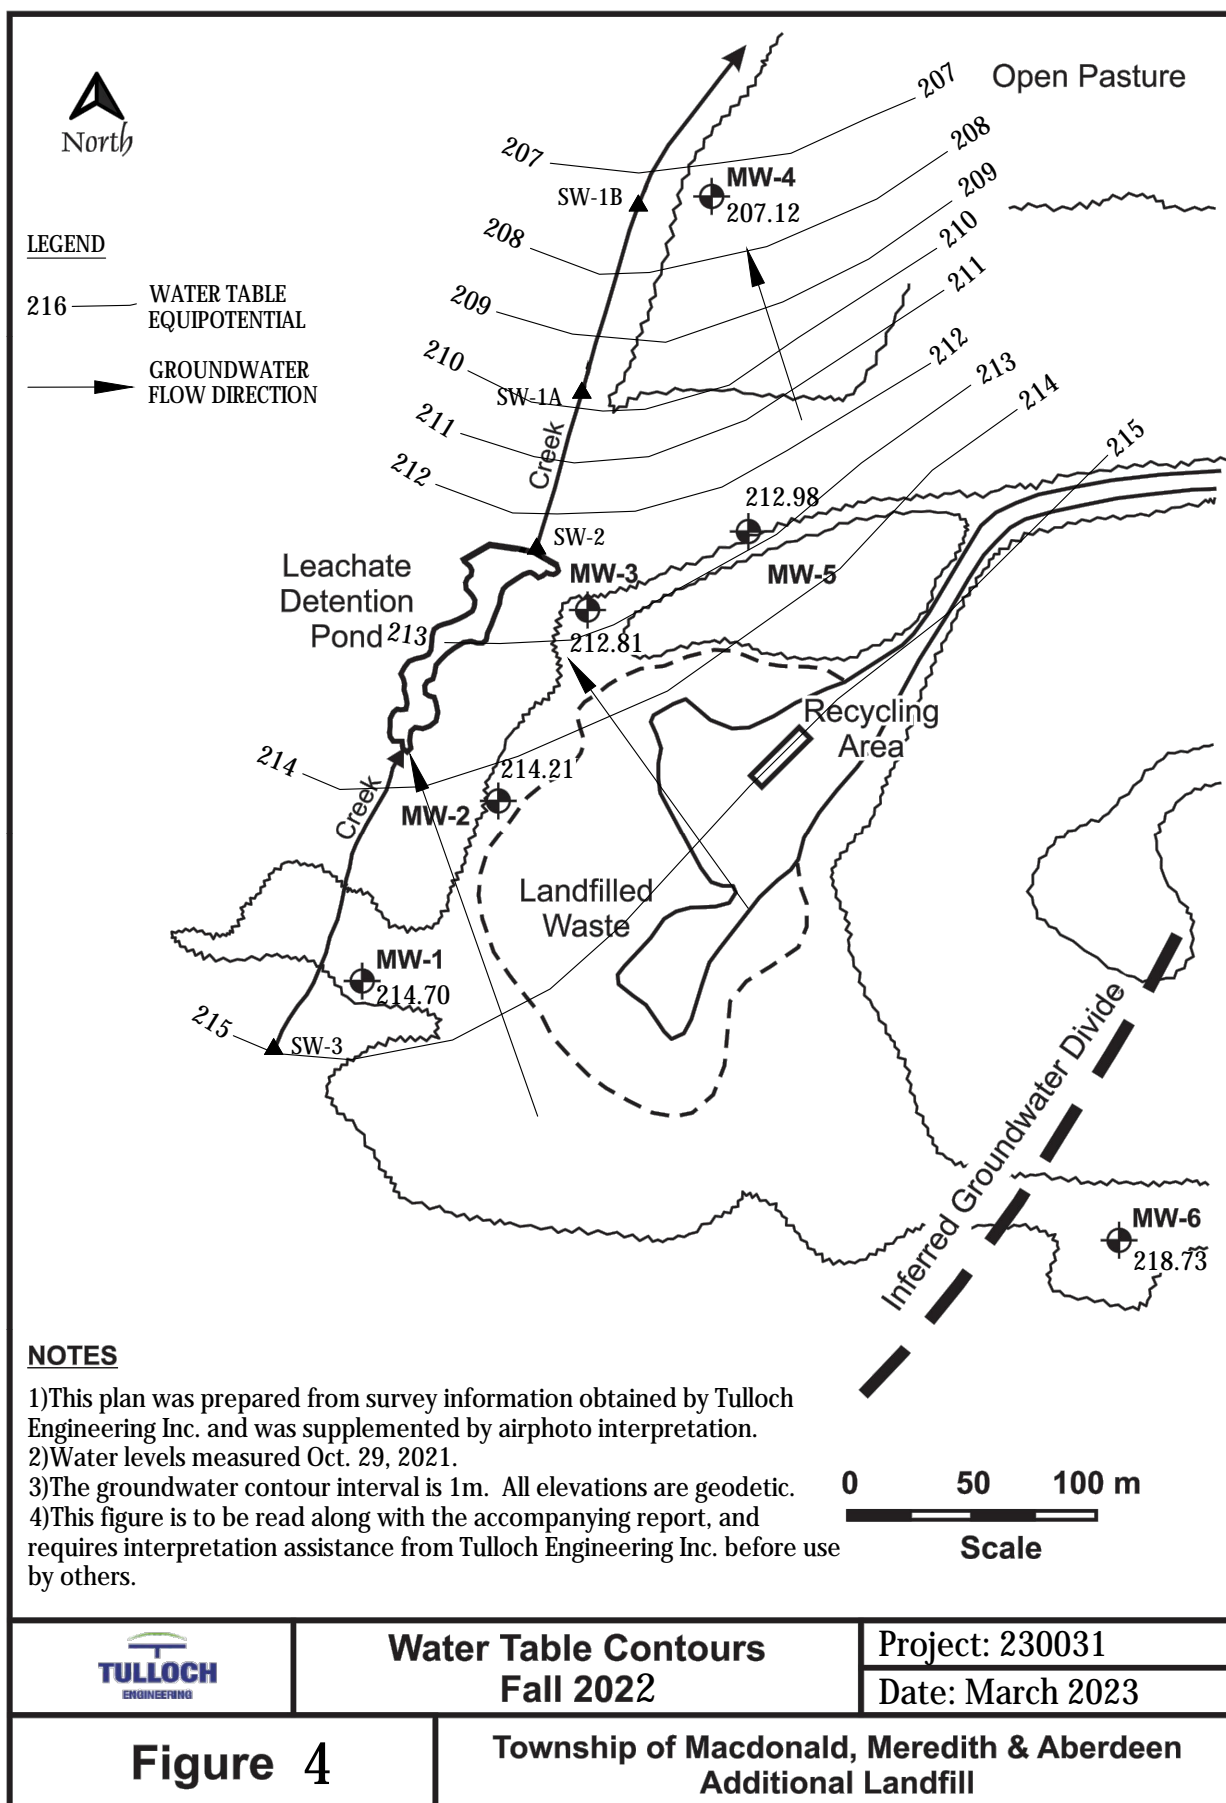 Open Pasture
207
North
208
207
MW-4
SW-1B
207.12
209
LEGEND
208
210
216
WATER TABLE
EQUIPOTENTIAL
209
211
GROUNDWATER
FLOW DIRECTION
210
212
SW-1A
213
211
214
212
Creek
215
212.98
SW-2
Leachate
Detention
Pond
MW-3
MW-5
213
212.81
Recycling
Area
214
214.21
Creek
MW-2
Landfilled
Waste
MW-1
214.70
215
SW-3
Inferred Groundwater Divide
MW-6
218.73
NOTES
1)This plan was prepared from survey information obtained by Tulloch
Engineering Inc. and was supplemented by airphoto interpretation.
2)Water levels measured Oct. 29, 2021.
3)The groundwater contour interval is 1m.  All elevations are geodetic.
4)This figure is to be read along with the accompanying report, and
requires interpretation assistance from Tulloch Engineering Inc. before use
by others.
0 50 100 m
Scale
TULLOCH
ENGINEERING
Water Table Contours
Fall 2022
Project: 230031
Date: March 2023
Figure 4
Township of Macdonald, Meredith & Aberdeen
Additional Landfill